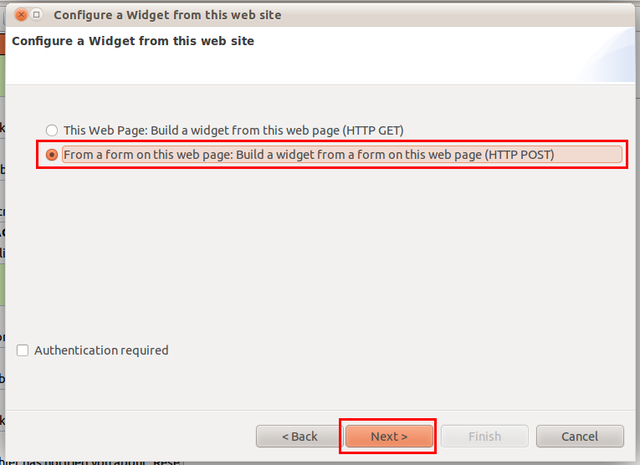 Configure a Widget from this web site
Configure a Widget from this web site
This Web Page: Build a widget from this web page (HTTP GET)
From a form on this web page: Build a widget from a form on this web page (HTTP POST)
Authentication required
< Back
Next >
Finish
Cancel